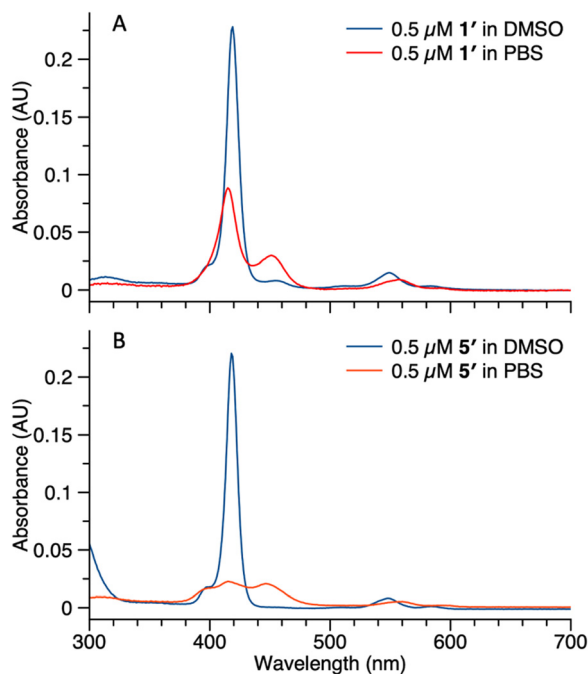 A
0.5 µM 1′ in DMSO
0.5 µM 1′ in PBS
Absorbance (AU)
0.2
0.15
0.1
0.05
0
B
0.5 µM 5′ in DMSO
0.5 µM 5′ in PBS
Absorbance (AU)
0.2
0.15
0.1
0.05
0
300 400 500 600 700
Wavelength (nm)